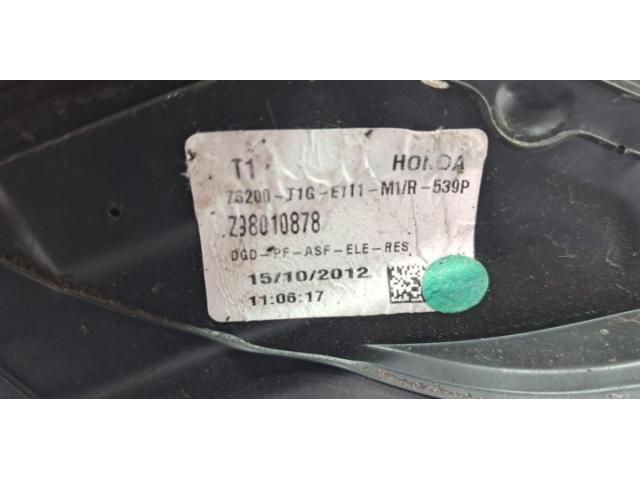 T1 HONDA
76200-T1G-E111-M1/R-539P
Z98010878
DGD-PF-ASF-ELE-RES
15/10/2012
11:06:17